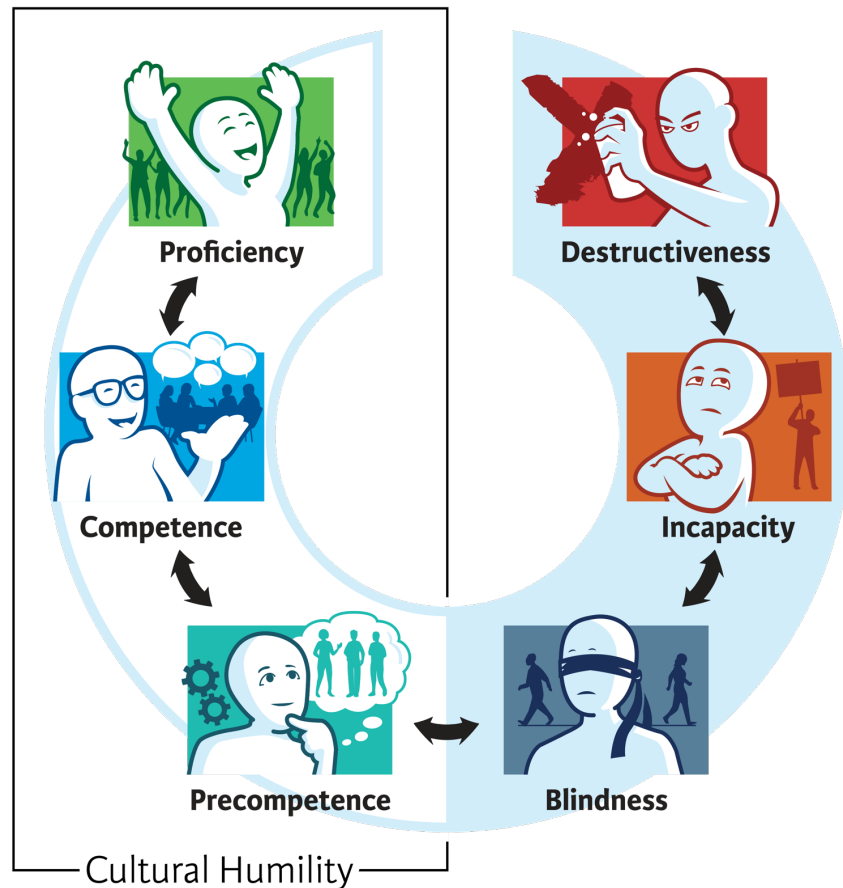 Proficiency
Destructiveness
Competence
Incapacity
Precompetence
Blindness
Cultural Humility